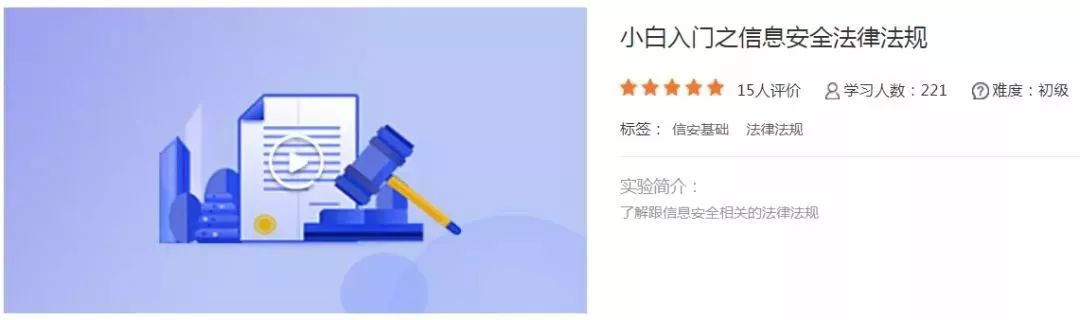 小白入门之信息安全法律法规
15人评价 学习人数：221 难度：初级
标签： 信安基础 法律法规
实验简介：
了解跟信息安全相关的法律法规